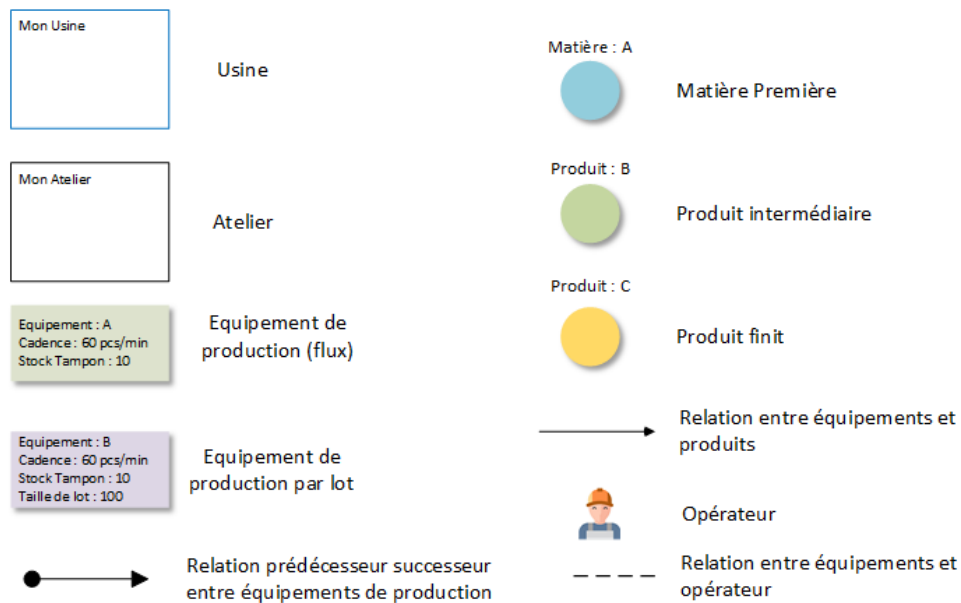 Mon Usine
Usine
Mon Atelier
Atelier
Equipement : A
Cadence : 60 pcs/min
Stock Tampon : 10
Equipement de
production (flux)
Equipement : B
Cadence : 60 pcs/min
Stock Tampon : 10
Taille de lot : 100
Equipement de
production par lot
Relation prédécesseur successeur
entre équipements de production
Matière : A
Matière Première
Produit : B
Produit intermédiaire
Produit : C
Produit finit
Relation entre équipements et
produits
Opérateur
Relation entre équipements et
opérateur